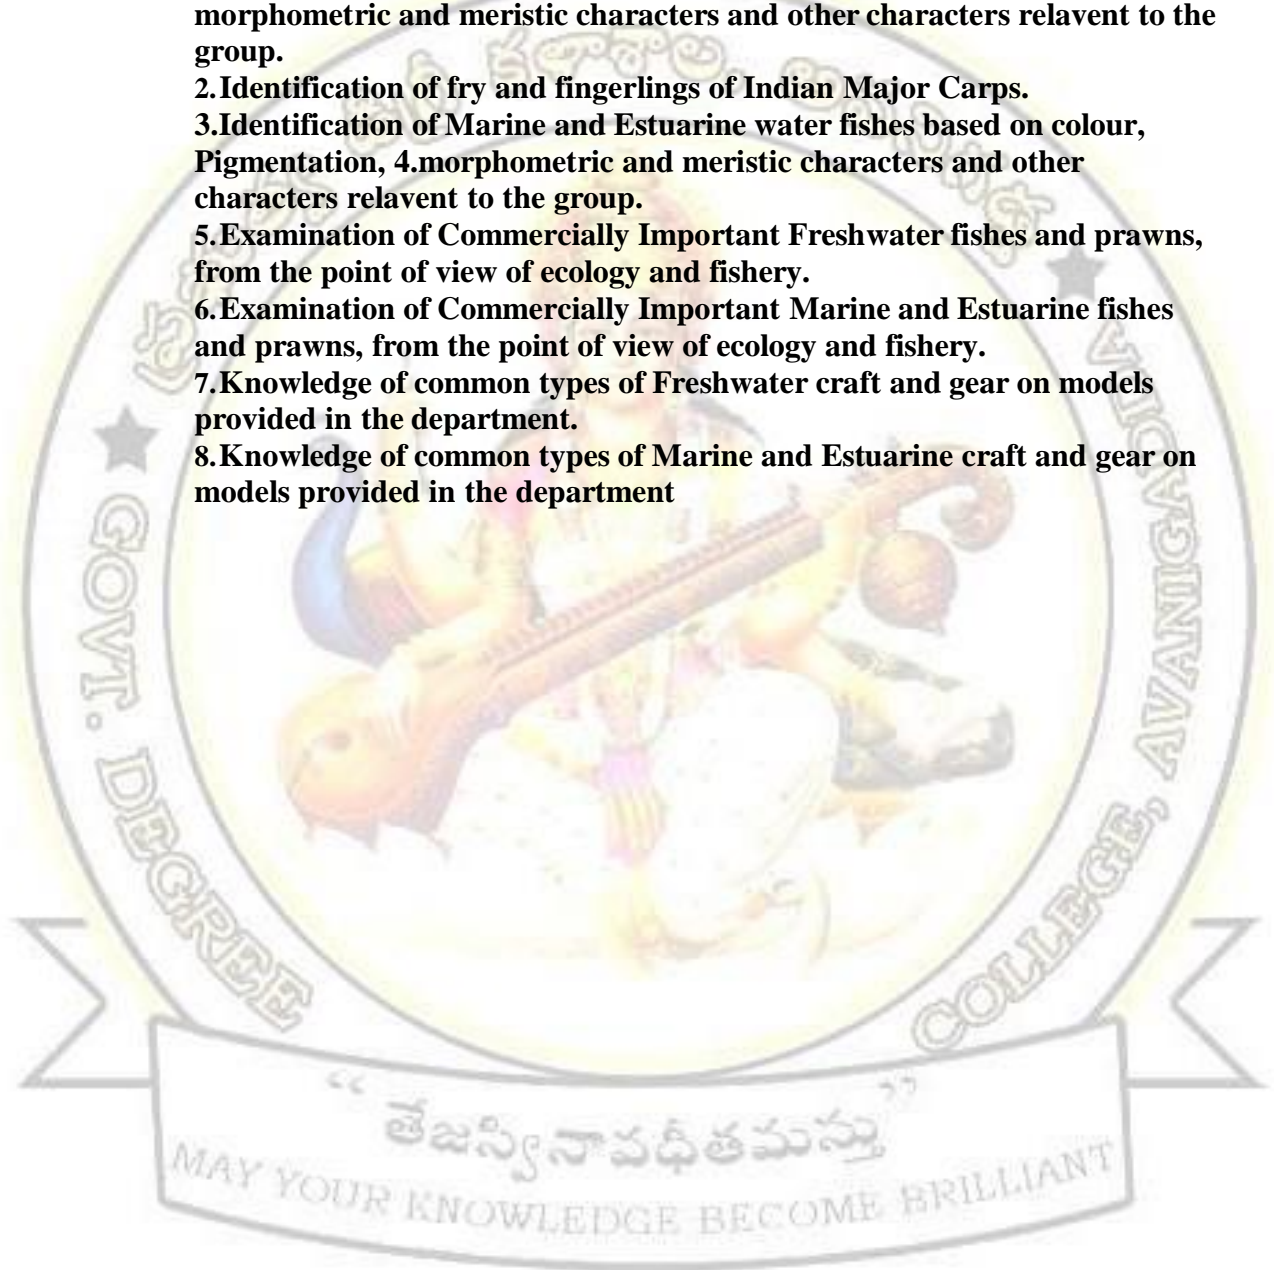 morphometric and meristic characters and other characters relavent to the
group.
2.Identification of fry and fingerlings of Indian Major Carps.
3.Identification of Marine and Estuarine water fishes based on colour,
Pigmentation, 4.morphometric and meristic characters and other
characters relavent to the group.
5.Examination of Commercially Important Freshwater fishes and prawns,
from the point of view of ecology and fishery.
6.Examination of Commercially Important Marine and Estuarine fishes
and prawns, from the point of view of ecology and fishery.
7.Knowledge of common types of Freshwater craft and gear on models
provided in the department.
8.Knowledge of common types of Marine and Estuarine craft and gear on
models provided in the department
GOVT. DEGREE COLLEGE, AVANIGA
“ తేజస్వి నావధీతమస్తు ”
MAY YOUR KNOWLEDGE BECOME BRILLIANT